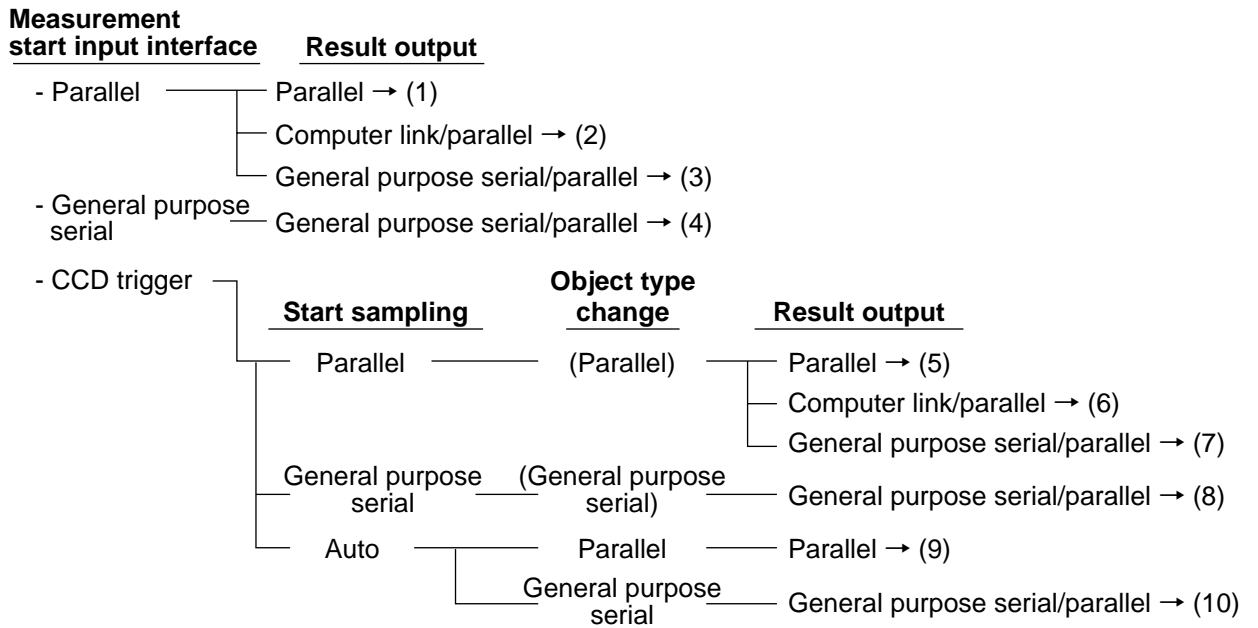 Measurement
start input interface
Result output
- Parallel
Parallel → (1)
Computer link/parallel → (2)
General purpose serial/parallel → (3)
- General purpose
serial
General purpose serial/parallel → (4)
- CCD trigger
Start sampling
Object type
change
Result output
Parallel
(Parallel)
Parallel → (5)
Computer link/parallel → (6)
General purpose serial/parallel → (7)
General purpose
serial
(General purpose
serial)
General purpose serial/parallel → (8)
Auto
Parallel
Parallel → (9)
General purpose
serial
General purpose serial/parallel → (10)